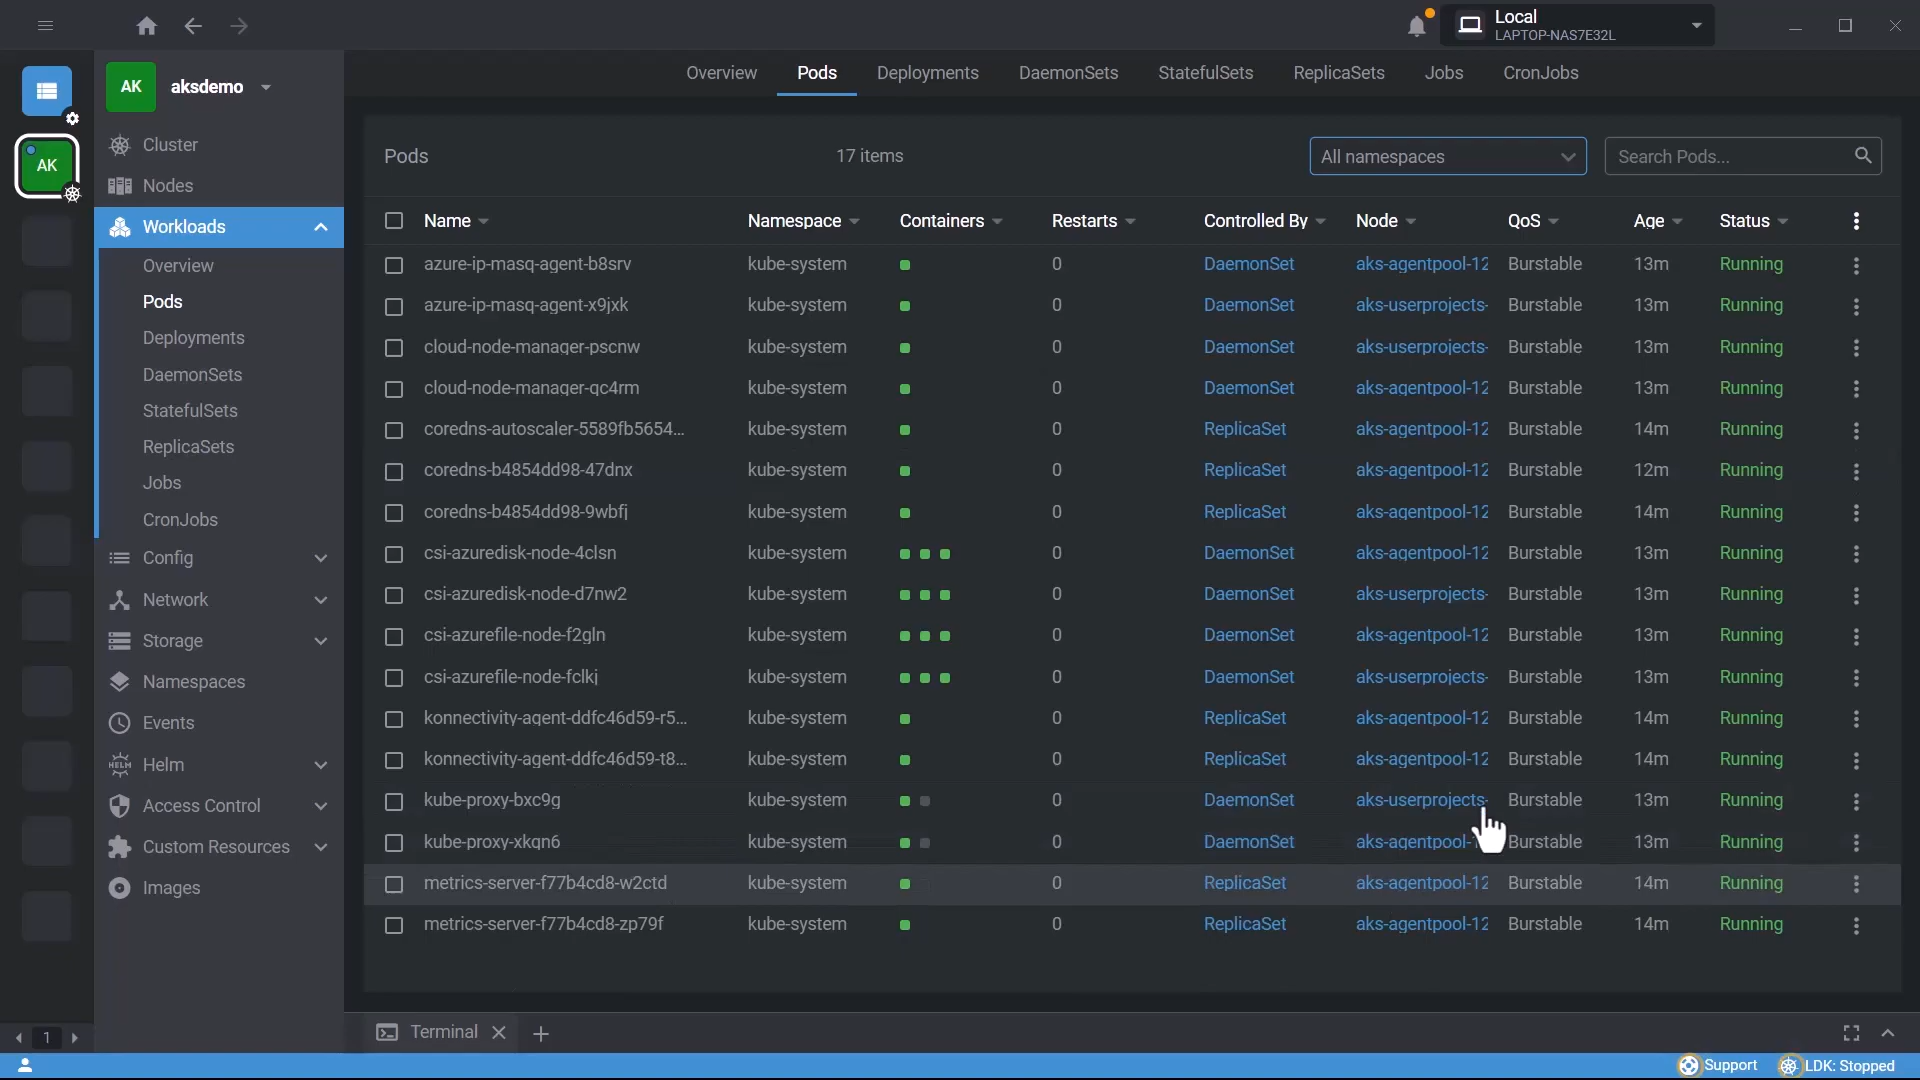 Local
LAPTOP-NAS7E32L
AK
aksdemo
Overview
Pods
Deployments
DaemonSets
StatefulSets
ReplicaSets
Jobs
CronJobs
AK
Cluster
Nodes
Workloads
Overview
Pods
Deployments
DaemonSets
StatefulSets
ReplicaSets
Jobs
CronJobs
Config
Network
Storage
Namespaces
Events
HELM
Helm
Access Control
Custom Resources
Images
Pods
17 items
All namespaces
Search Pods...
Name Namespace Containers Restarts Controlled By Node QoS Age Status
azure-ip-masq-agent-b8srv kube-system 0 DaemonSet aks-agentpool-12 Burstable 13m Running
azure-ip-masq-agent-x9jxk kube-system 0 DaemonSet aks-userprojects- Burstable 13m Running
cloud-node-manager-pscnw kube-system 0 DaemonSet aks-userprojects- Burstable 13m Running
cloud-node-manager-qc4rm kube-system 0 DaemonSet aks-agentpool-12 Burstable 13m Running
coredns-autoscaler-5589fb5654... kube-system 0 ReplicaSet aks-agentpool-12 Burstable 14m Running
coredns-b4854dd98-47dnx kube-system 0 ReplicaSet aks-agentpool-12 Burstable 12m Running
coredns-b4854dd98-9wbfj kube-system 0 ReplicaSet aks-agentpool-12 Burstable 14m Running
csi-azuredisk-node-4clsn kube-system 0 DaemonSet aks-agentpool-12 Burstable 13m Running
csi-azuredisk-node-d7nw2 kube-system 0 DaemonSet aks-userprojects- Burstable 13m Running
csi-azurefile-node-f2gln kube-system 0 DaemonSet aks-agentpool-12 Burstable 13m Running
csi-azurefile-node-fclkj kube-system 0 DaemonSet aks-userprojects- Burstable 13m Running
konnectivity-agent-ddfc46d59-r5... kube-system 0 ReplicaSet aks-agentpool-12 Burstable 14m Running
konnectivity-agent-ddfc46d59-t8... kube-system 0 ReplicaSet aks-agentpool-12 Burstable 14m Running
kube-proxy-bxc9g kube-system 0 DaemonSet aks-userprojects- Burstable 13m Running
kube-proxy-xkqn6 kube-system 0 DaemonSet aks-agentpool- Burstable 13m Running
metrics-server-f77b4cd8-w2ctd kube-system 0 ReplicaSet aks-agentpool-12 Burstable 14m Running
metrics-server-f77b4cd8-zp79f kube-system 0 ReplicaSet aks-agentpool-12 Burstable 14m Running
1
Terminal
Support
LDK: Stopped